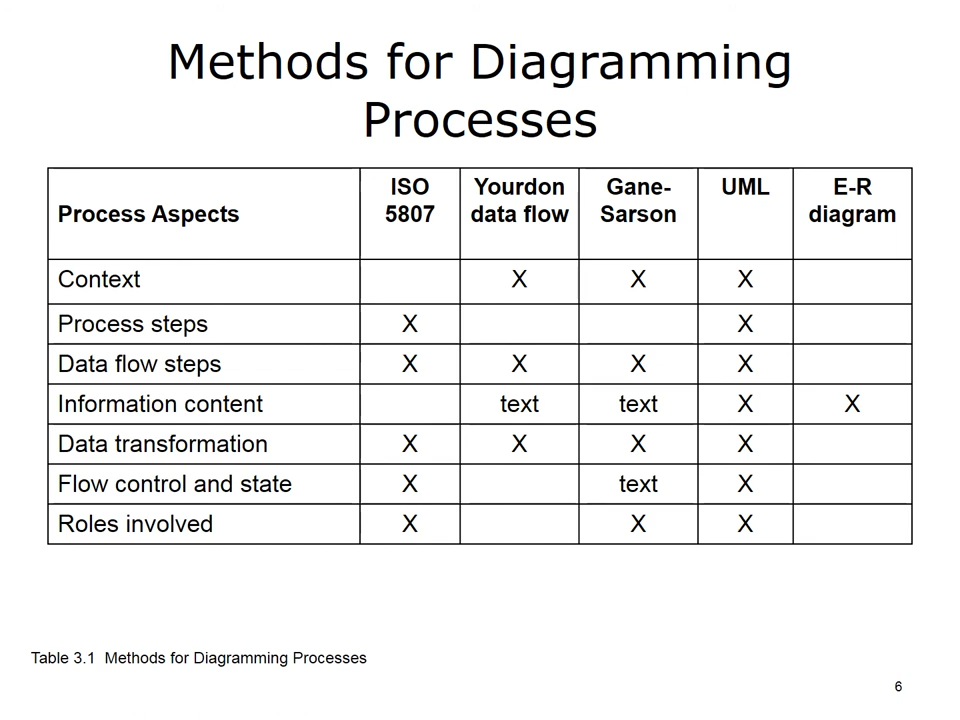 Methods for Diagramming
Processes
Process Aspects ISO 5807 Yourdon data flow Gane-Sarson UML E-R diagram
Context X X X
Process steps X X
Data flow steps X X X X
Information content text text X X
Data transformation X X X X
Flow control and state X text X
Roles involved X X X
Table 3.1 Methods for Diagramming Processes
6